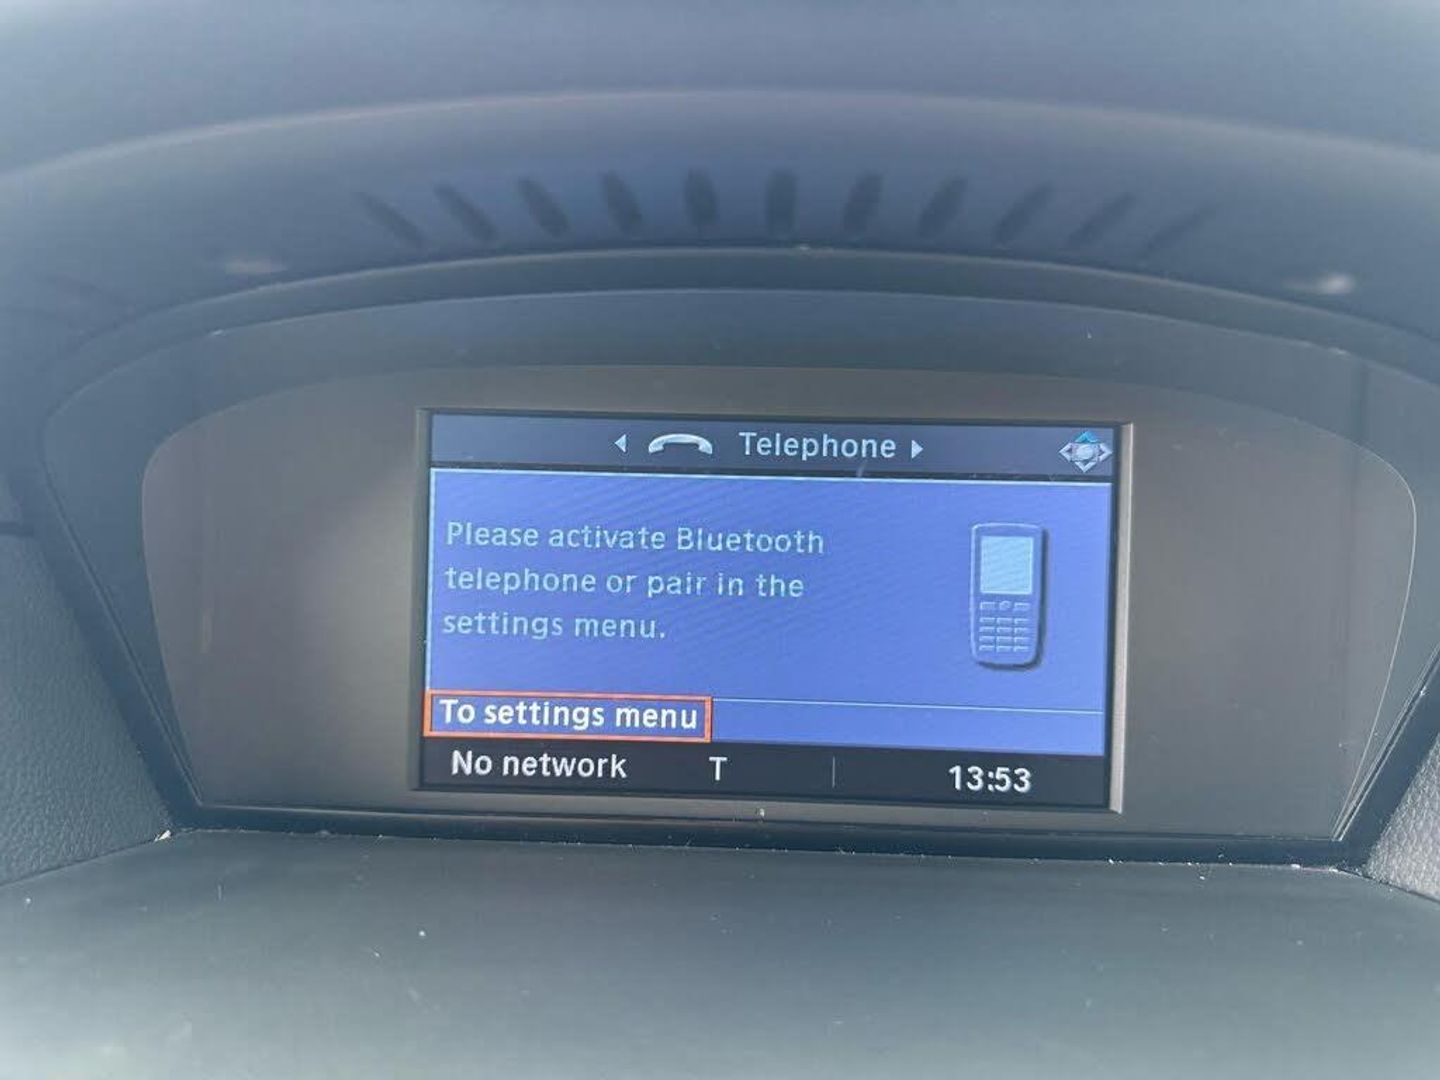 Telephone
Please activate Bluetooth
telephone or pair in the
settings menu.
To settings menu
No network T 13:53